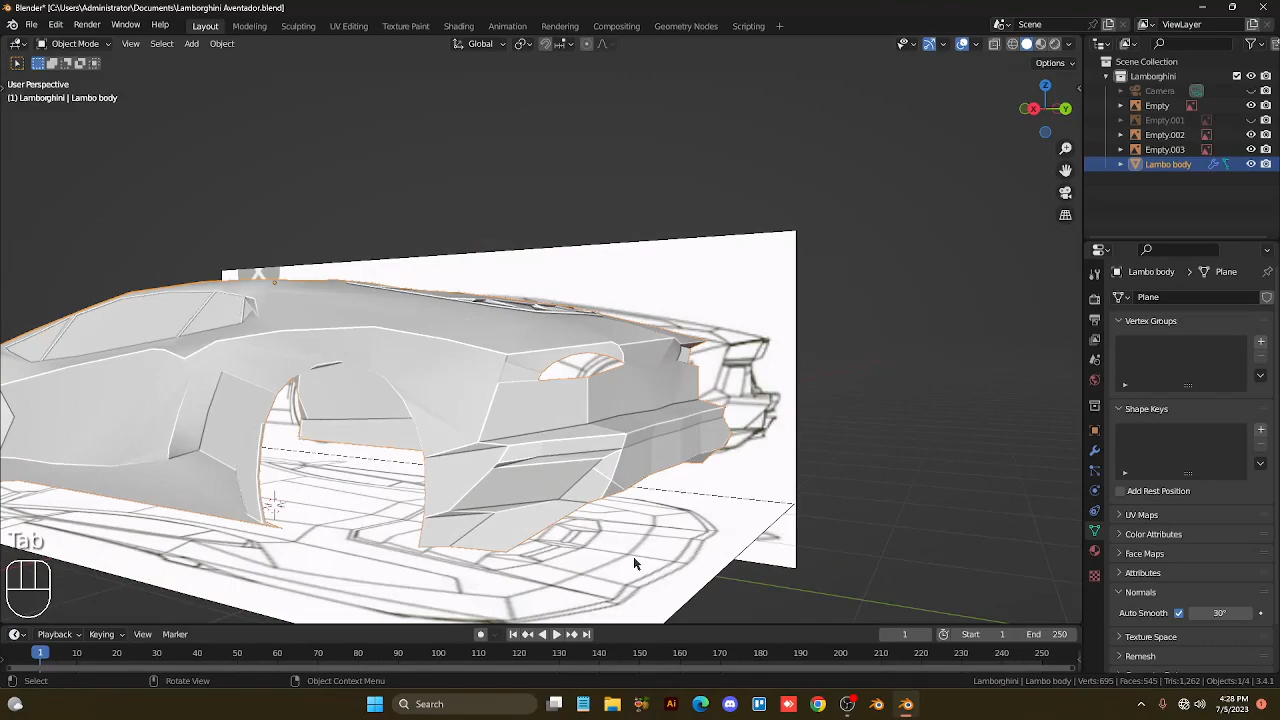 Blender* [C:\Users\Administrator\Documents\Lamborghini Aventador.blend]
File Edit Render Window Help Layout Modeling Sculpting UV Editing Texture Paint Shading Animation Rendering Compositing Geometry Nodes Scripting + Scene ViewLayer
Object Mode View Select Add Object Global
Options
User Perspective
(1) Lamborghini | Lambo body
Z
X Y
X
Tab
Scene Collection
Lamborghini
Camera
Empty
Empty.001
Empty.002
Empty.003
Lambo body
Lambo body > Plane
Plane
Vertex Groups
Shape Keys
Add Rest Position
UV Maps
Color Attributes
Face Maps
Attributes
Normals
Auto Smooth 30°
Texture Space
Remesh
Playback Keying View Marker 1 Start 1 End 250
1 10 20 30 40 50 60 70 80 90 100 110 120 130 140 150 160 170 180 190 200 210 220 230 240 250
Select Rotate View Object Context Menu Lamborghini | Lambo body | Verts:695 | Faces:545 | Tris:1,262 | Objects:1/4 | 3.4.1
Search Ai 4:28 PM
7/5/2023